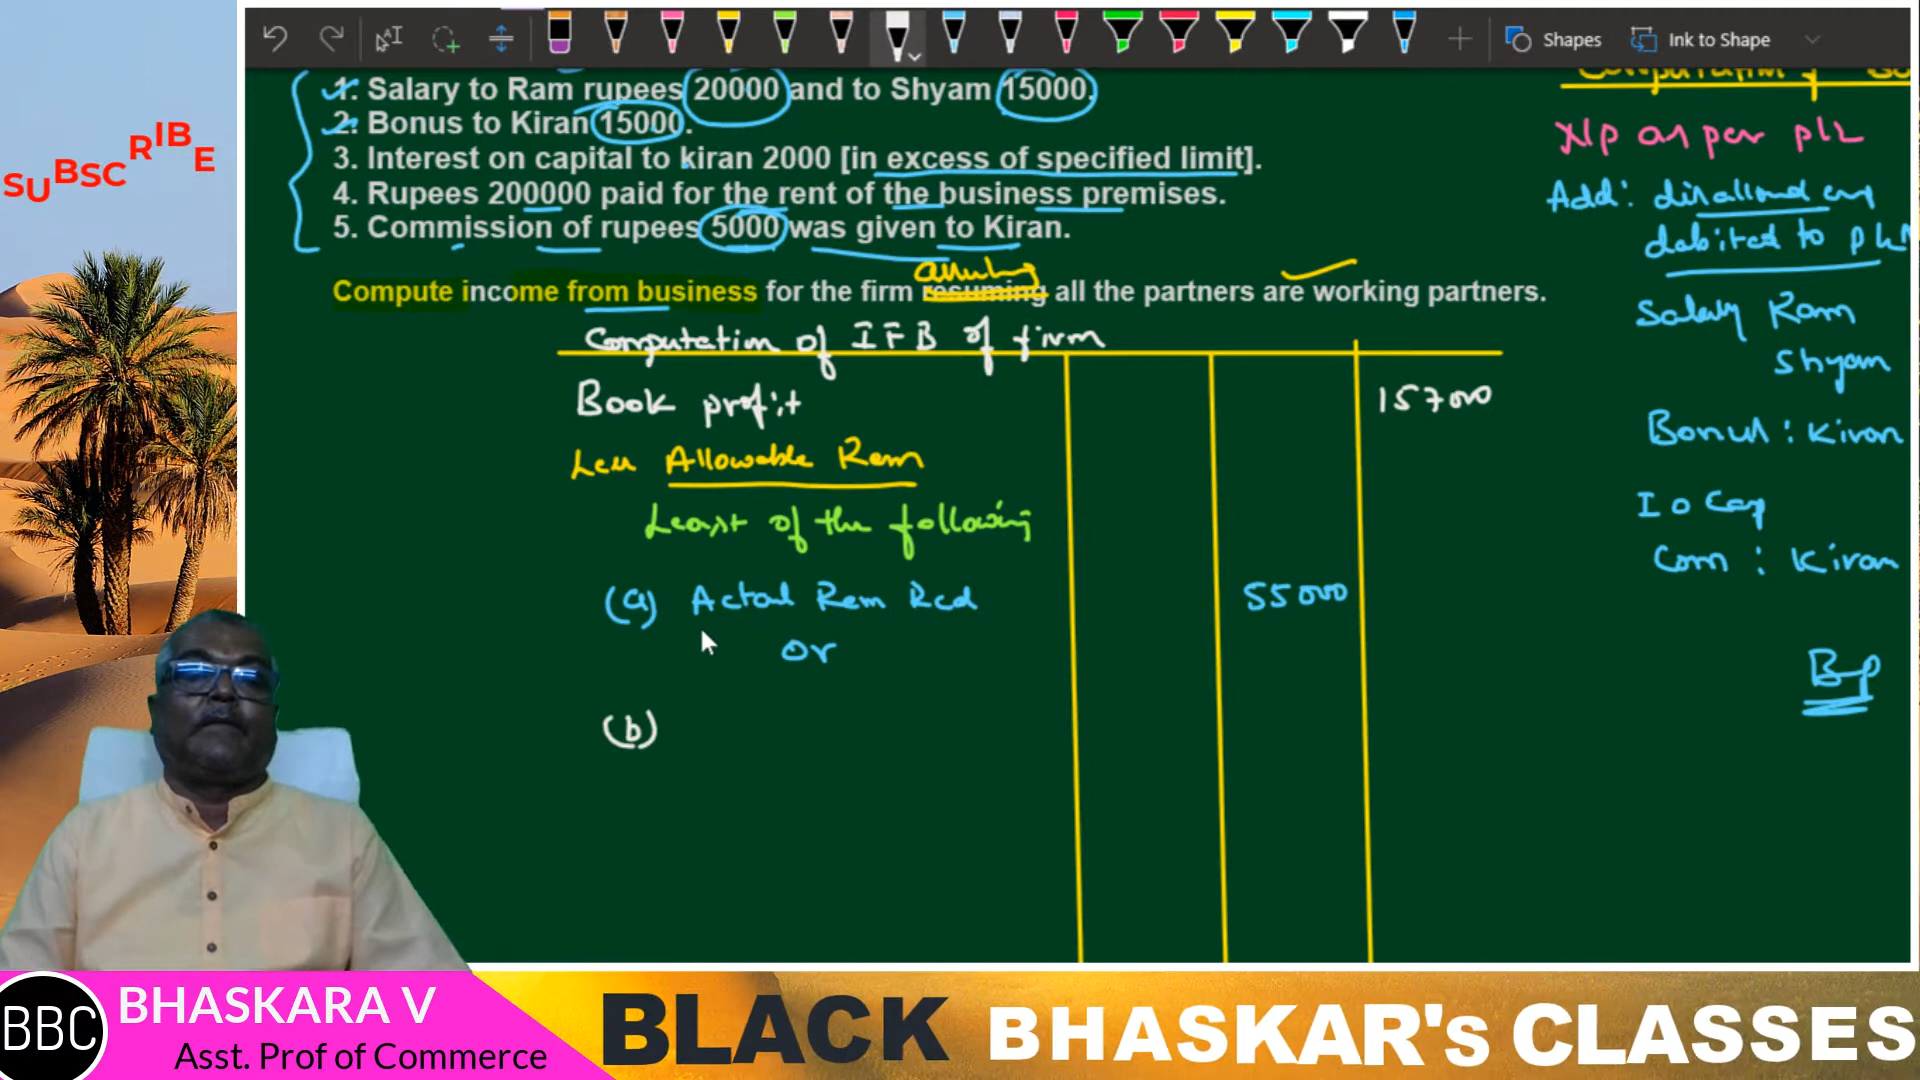 Shapes
Ink to Shape
SUBSCRIBE
1. Salary to Ram rupees 20000 and to Shyam 15000.
2. Bonus to Kiran 15000.
3. Interest on capital to kiran 2000 [in excess of specified limit].
4. Rupees 200000 paid for the rent of the business premises.
5. Commission of rupees 5000 was given to Kiran.
Compute income from business for the firm resuming all the partners are working partners.
Computation of IFB of firm
Book profit 157000
Less Allowable Rem
Least of the following
(a) Actual Rem Rcd 55000
or
(b)
Computation of
N/p as per p/L
Add: disallowed exp
debited to p/L
Salary Ram
Shyam
Bonus : Kiran
I o Cap
Com : Kiran
Bp
BBC
BHASKARA V
Asst. Prof of Commerce
BLACK BHASKAR's CLASSES